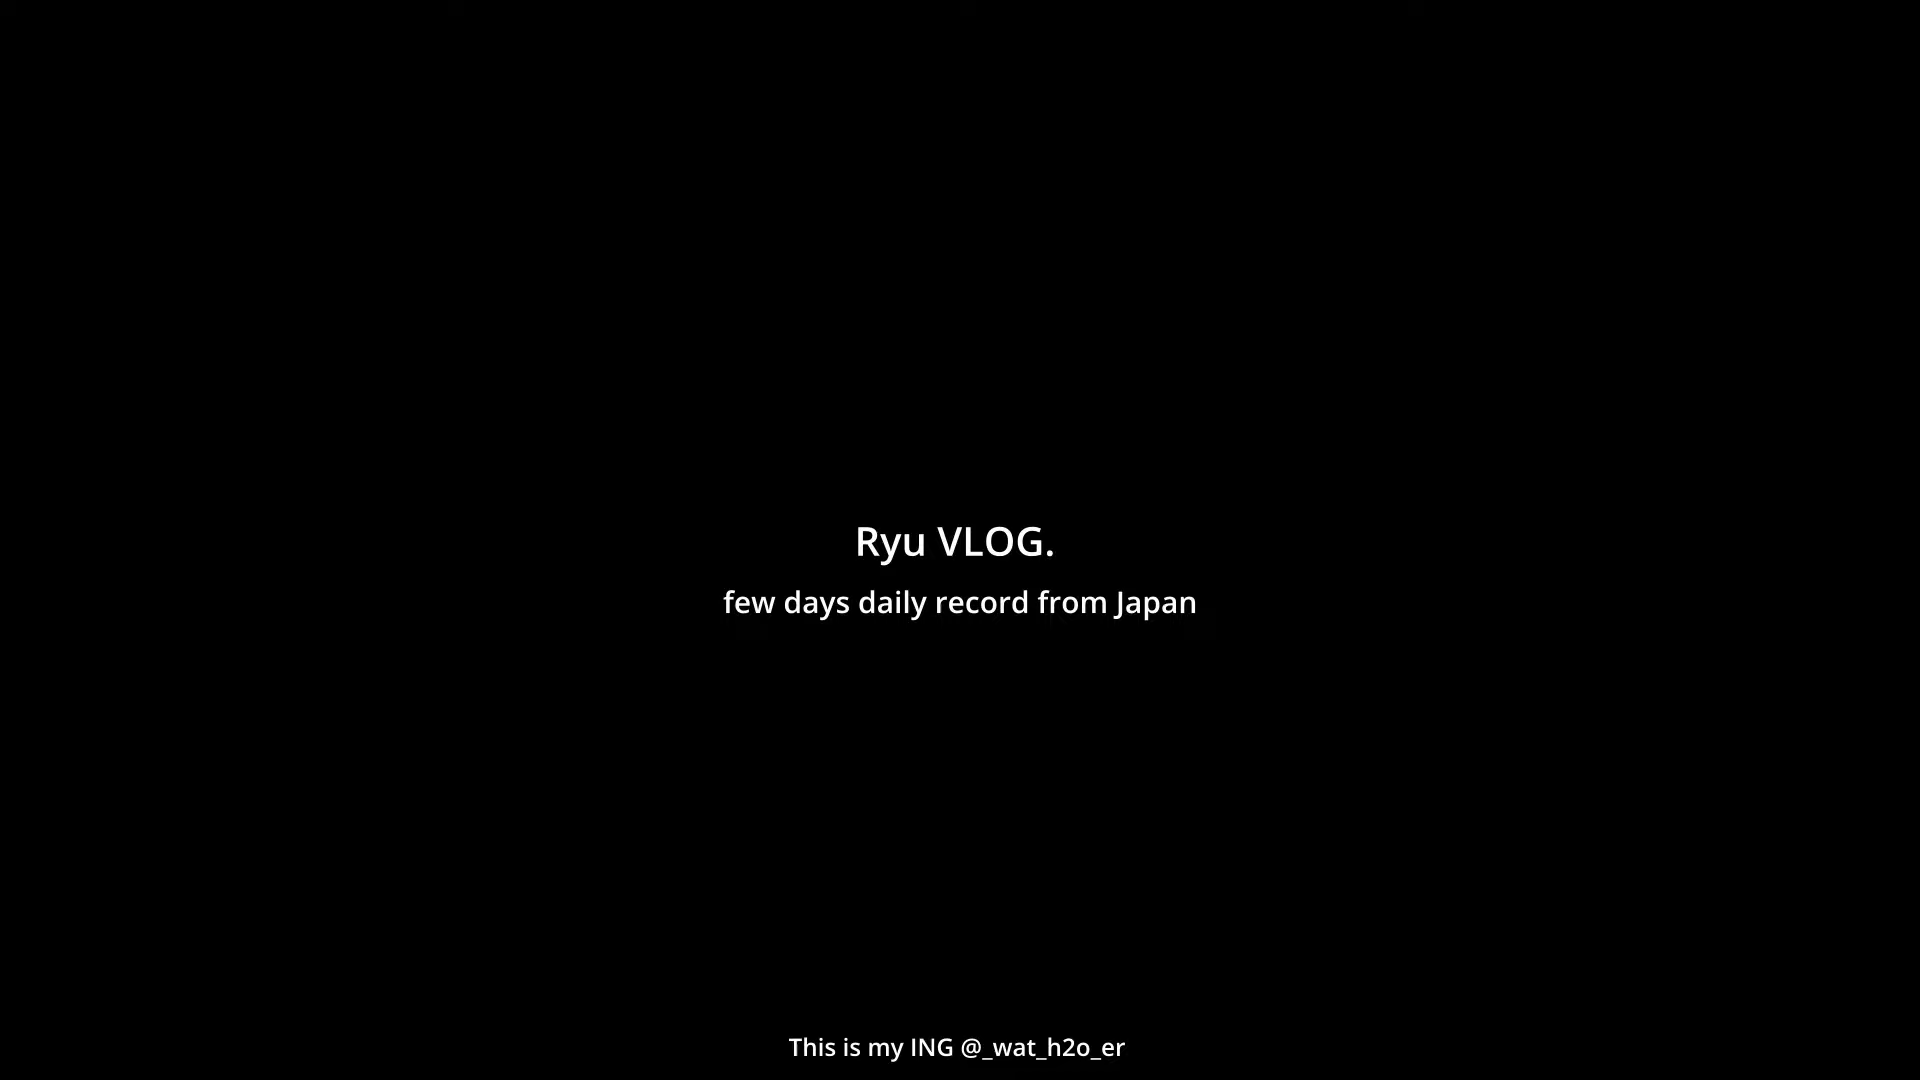 Ryu VLOG.
few days daily record from Japan
This is my ING @_wat_h2o_er